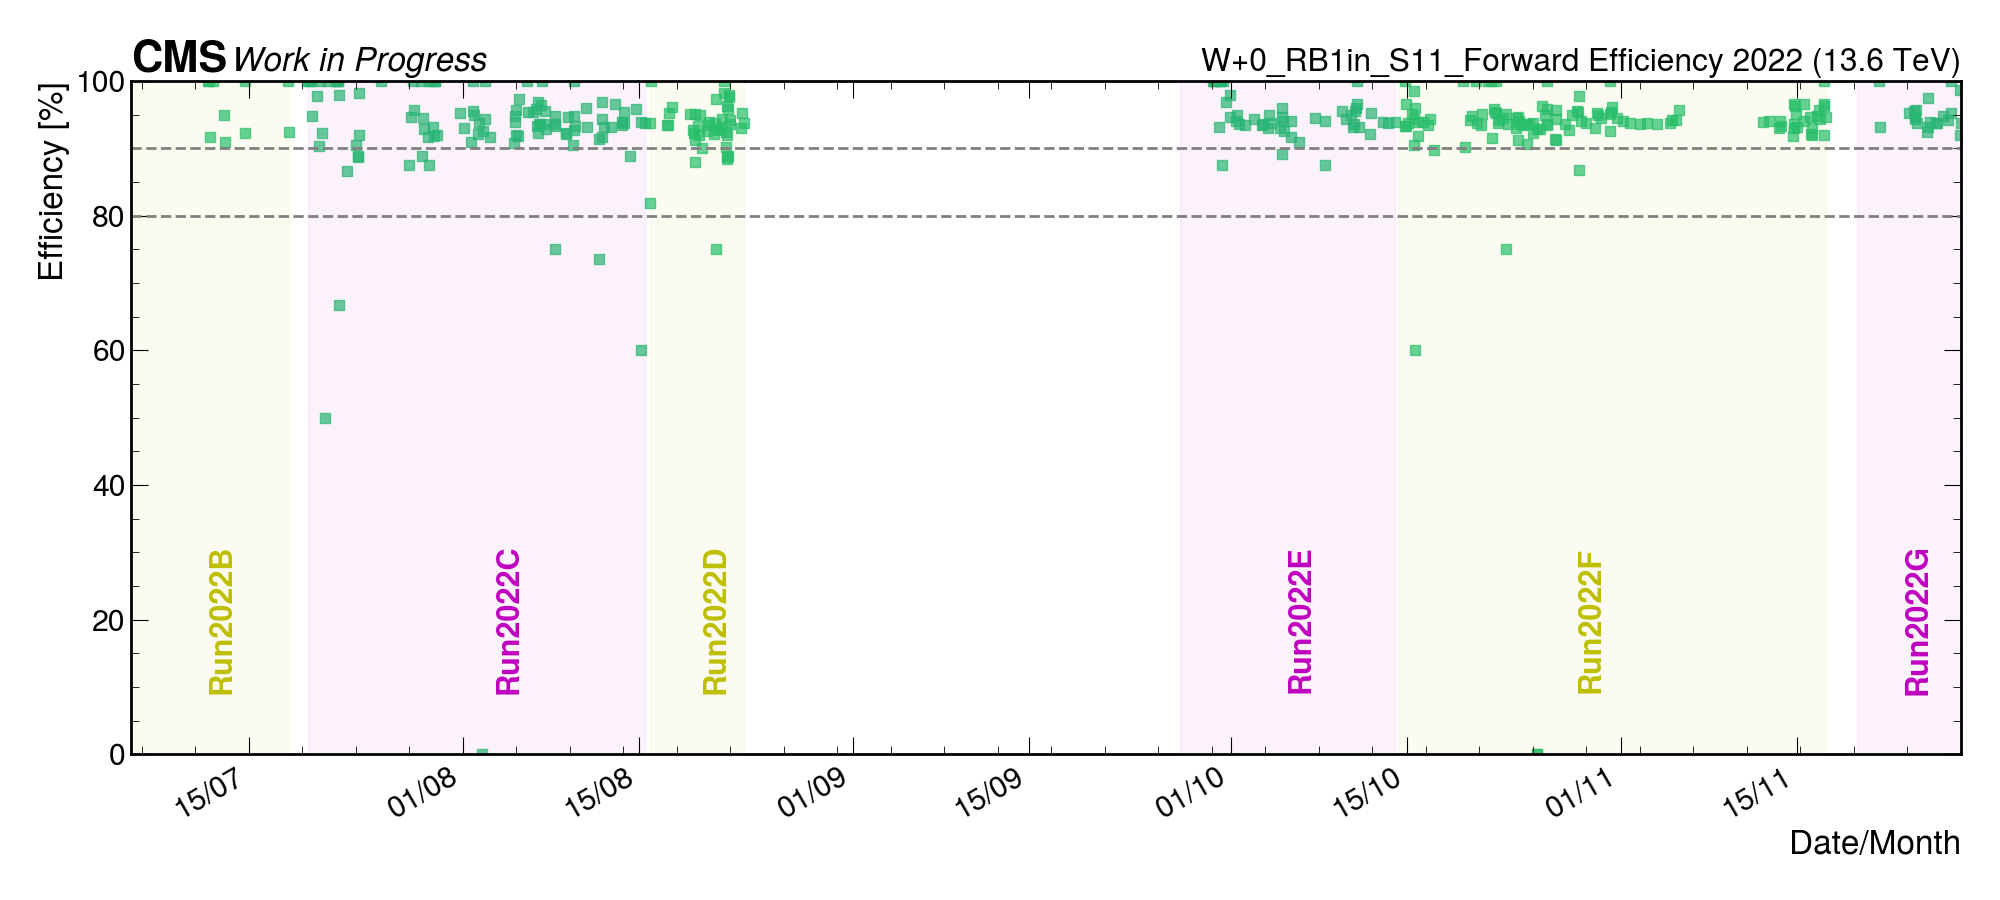 CMS Work in Progress
W+0_RB1in_S11_Forward Efficiency 2022 (13.6 TeV)
Efficiency [%]
100
80
60
40
20
0
Run2022B
Run2022C
Run2022D
Run2022E
Run2022F
Run2022G
15/07
01/08
15/08
01/09
15/09
01/10
15/10
01/11
15/11
Date/Month